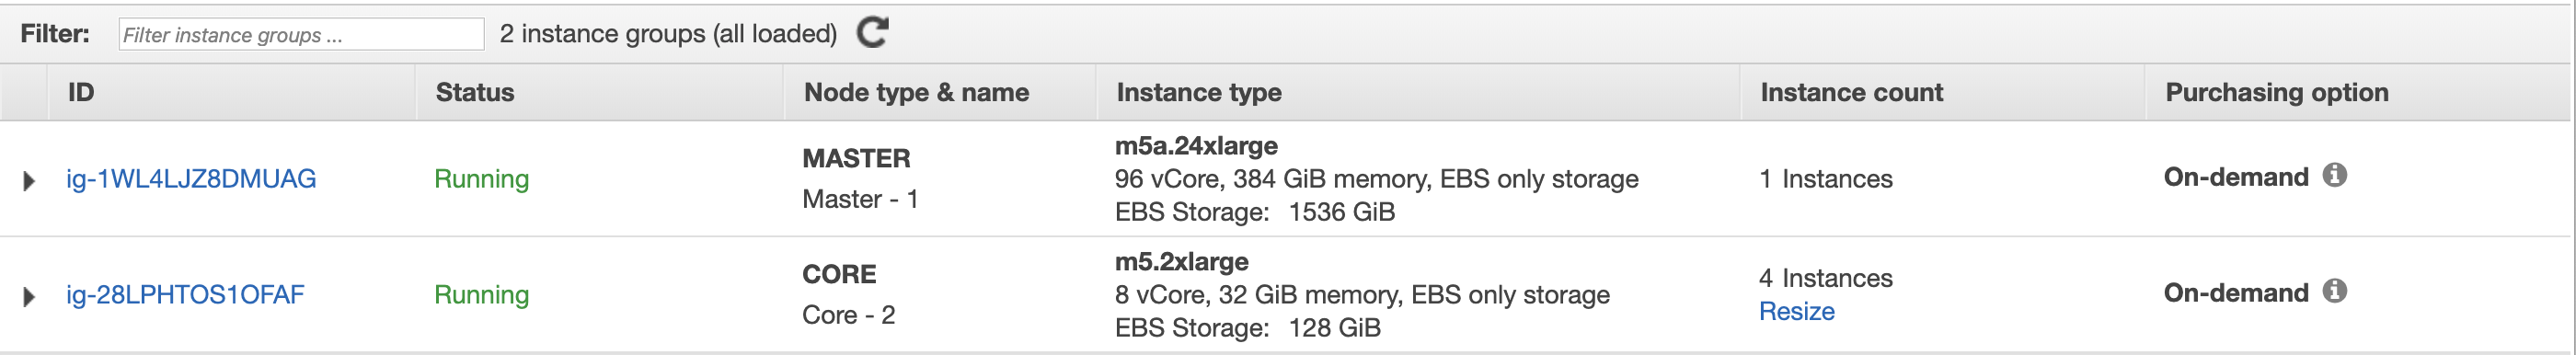 Filter: Filter instance groups ... 2 instance groups (all loaded)
ID Status Node type & name Instance type Instance count Purchasing option
ig-1WL4LJZ8DMUAG Running MASTER
Master - 1 m5a.24xlarge
96 vCore, 384 GiB memory, EBS only storage
EBS Storage: 1536 GiB 1 Instances On-demand
ig-28LPHTOS1OFAF Running CORE
Core - 2 m5.2xlarge
8 vCore, 32 GiB memory, EBS only storage
EBS Storage: 128 GiB 4 Instances
Resize On-demand